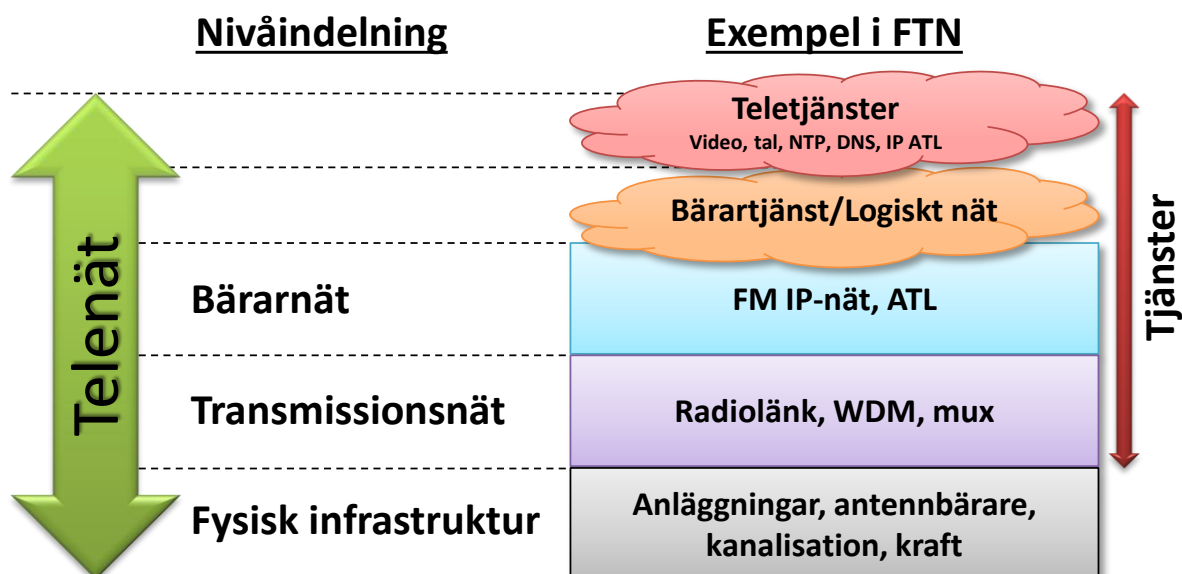 Nivåindelning
Exempel i FTN
Telenät
Teletjänster
Video, tal, NTP, DNS, IP ATL
Bärartjänst/Logiskt nät
Bärarnät
FM IP-nät, ATL
Transmissionsnät
Radiolänk, WDM, mux
Fysisk infrastruktur
Anläggningar, antennbärare,
kanalisation, kraft
Tjänster